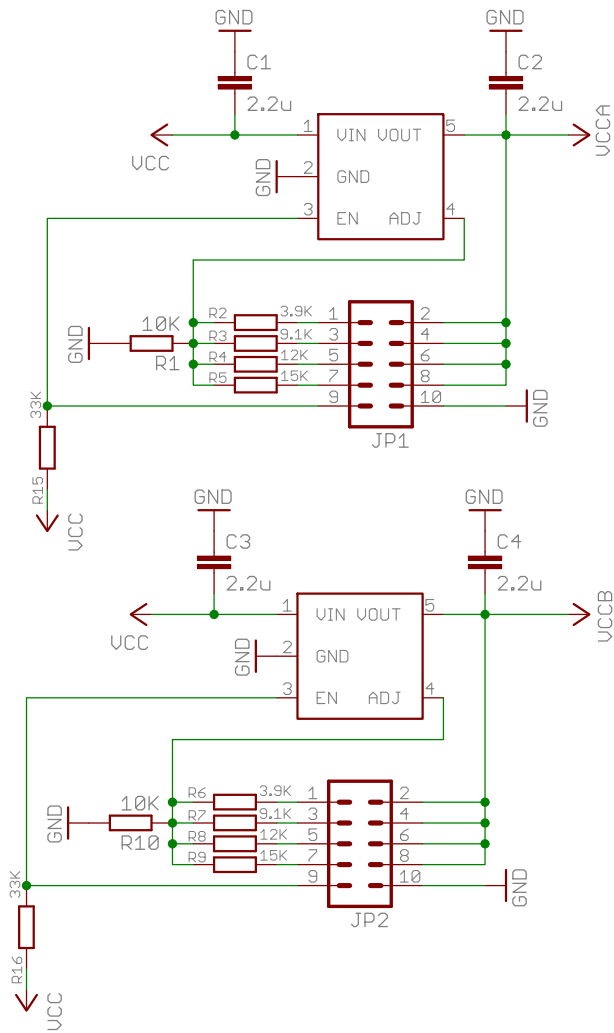 GND GND
C1 C2
2.2u 2.2u
1 VIN VOUT 5
VCC VCCA
GND 2 GND
3 EN ADJ 4
R2 3.9K 1 2
10K R3 9.1K 3 4
GND
R1 R4 12K 5 6
R5 15K 7 8
33K 9 10 GND
JP1
R15
VCC
GND GND
C3 C4
2.2u 2.2u
1 VIN VOUT 5
VCC VCCB
GND 2 GND
3 EN ADJ 4
R6 3.9K 1 2
10K R7 9.1K 3 4
GND
R10 R8 12K 5 6
R9 15K 7 8
33K 9 10 GND
JP2
R16
VCC